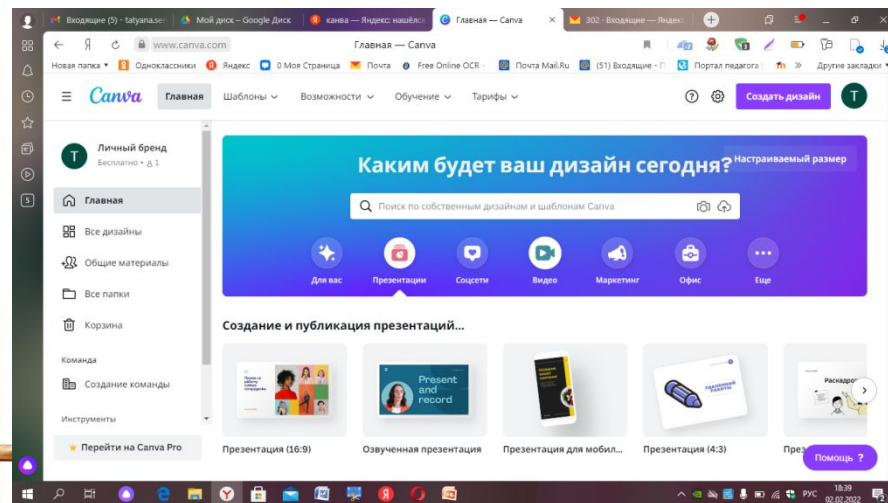 Входящие (5) - tatyana.ser
Мой диск – Google Диск
канва — Яндекс: нашёлс
Главная — Canva
302 · Входящие — Яндекс
www.canva.com
Главная — Canva
Новая папка
Одноклассники
Яндекс
0 Моя Страница
Почта
Free Online OCR -
Почта Mail.Ru
(51) Входящие - П
Портал педагога
Другие закладки
Canva
Главная
Шаблоны
Возможности
Обучение
Тарифы
Создать дизайн
T
T
Личный бренд
Бесплатно • 1
Главная
Все дизайны
Общие материалы
Все папки
Корзина
Команда
Создание команды
Инструменты
Перейти на Canva Pro
Каким будет ваш дизайн сегодня?
Настраиваемый размер
Поиск по собственным дизайнам и шаблонам Canva
Для вас
Презентации
Соцсети
Видео
Маркетинг
Офис
Еще
Создание и публикация презентаций...
Present
and
record
Раскадро
Презентация (16:9)
Озвученная презентация
Презентация для мобил...
Презентация (4:3)
През
Помощь ?
РУС
18:39
02.02.2022